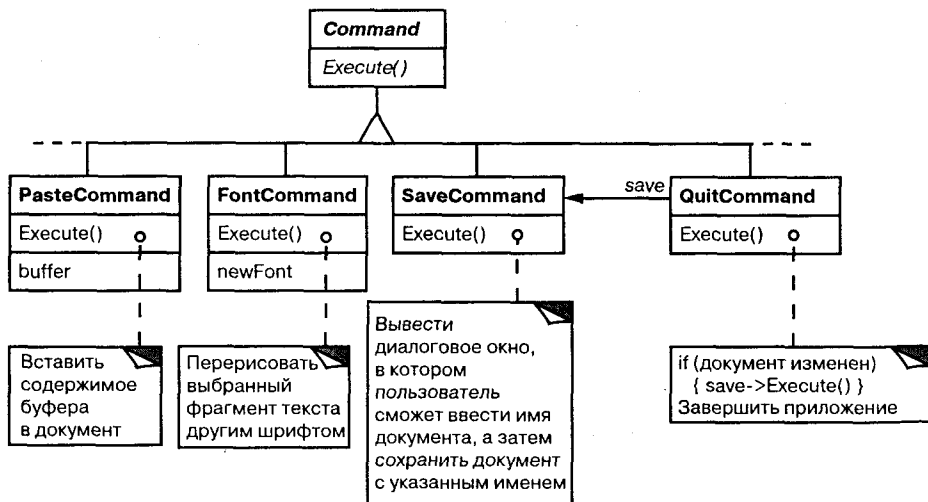 Command
Execute()
PasteCommand
Execute()
buffer
FontCommand
Execute()
newFont
SaveCommand
Execute()
save
QuitCommand
Execute()
Вставить
содержимое
буфера
в документ
Перерисовать
выбранный
фрагмент текста
другим шрифтом
Вывести
диалоговое окно,
в котором
пользователь
сможет ввести имя
документа, а затем
сохранить документ
с указанным именем
if (документ изменен)
{ save->Execute() }
Завершить приложение